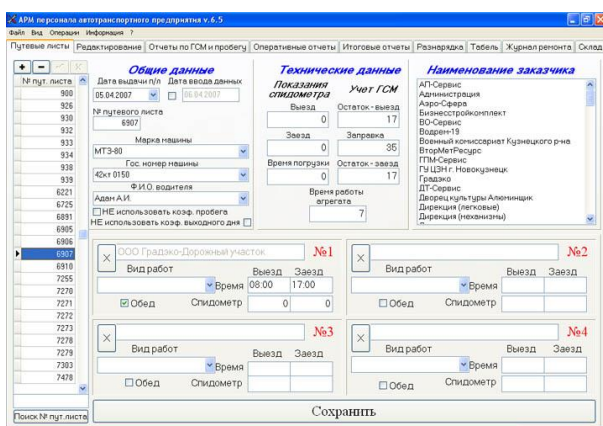 АРМ персонала автотранспортного предпрнятня v.6.5
Файл Вид Операции Информация ?
Путевые листы Редактирование Отчеты по ГСМ и пробегу Оперативные отчеты Итоговые отчеты Разнарядка Табель Журнал ремонта Склад
Общие данные
Технические данные
Наименование заказчика
№ пут. листа
900
926
930
932
933
934
938
939
6221
6725
6891
6905
6906
6907
6910
7255
7270
7271
7272
7273
7278
7279
7303
7478
Поиск № пут.листа
Дата выдачи п/л Дата ввода данных
05.04.2007 06.04.2007
№ путевого листа
6907
Марка машины
МТЗ-80
Гос. номер машины
42кт 0150
Ф.И.О. водителя
Адан А.И.
НЕ использовать коэф. пробега
НЕ использовать коэф. выходного дня
Показания спидометра
Учет ГСМ
Выезд Остаток-выезд
0 17
Заезд Заправка
0 35
Время погрузки Остаток-заезд
0 17
Время работы агрегата
7
АП-Сервис
Администрация
Аэро-Сфера
Бизнесстройкомплект
ВО-Сервис
Водрем-19
Военный комиссариат Кузнецкого р-на
ВторМетРесурс
ГПМ-Сервис
ГУ ЦЗН г. Новокузнецк
Градэко
ДТ-Сервис
Дворец культуры Алюминщик
Дирекция (легковые)
Дирекция (механизмы)
ООО Градэко-Дорожный участок №1
Вид работ Выезд Заезд
Время 08:00 17:00
Обед Спидометр 0 0
№2
Вид работ Выезд Заезд
Время
Обед Спидометр
№3
Вид работ Выезд Заезд
Время
Обед Спидометр
№4
Вид работ Выезд Заезд
Время
Обед Спидометр
Сохранить